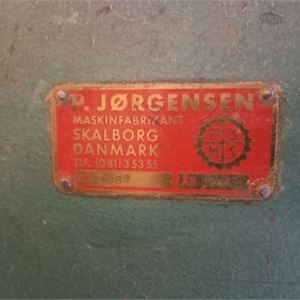 P. JØRGENSEN
MASKINFABRIKANT
SKALBORG
DANMARK
TLF. (081) 3 53 55